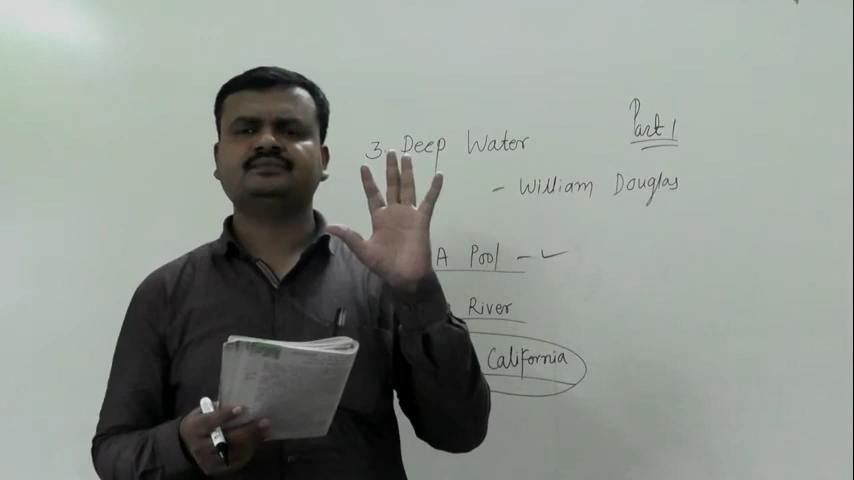 3. Deep Water
Part 1
- William Douglas
A Pool - ✓
River
California